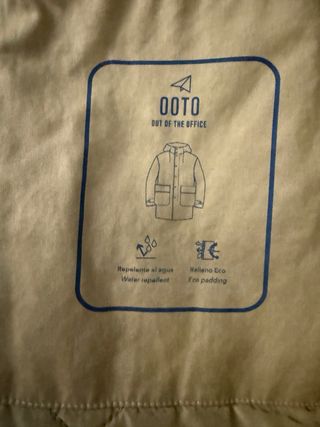 OOTO
OUT OF THE OFFICE
Repelente al agua
Water repellent
Relleno Eco
Eco padding